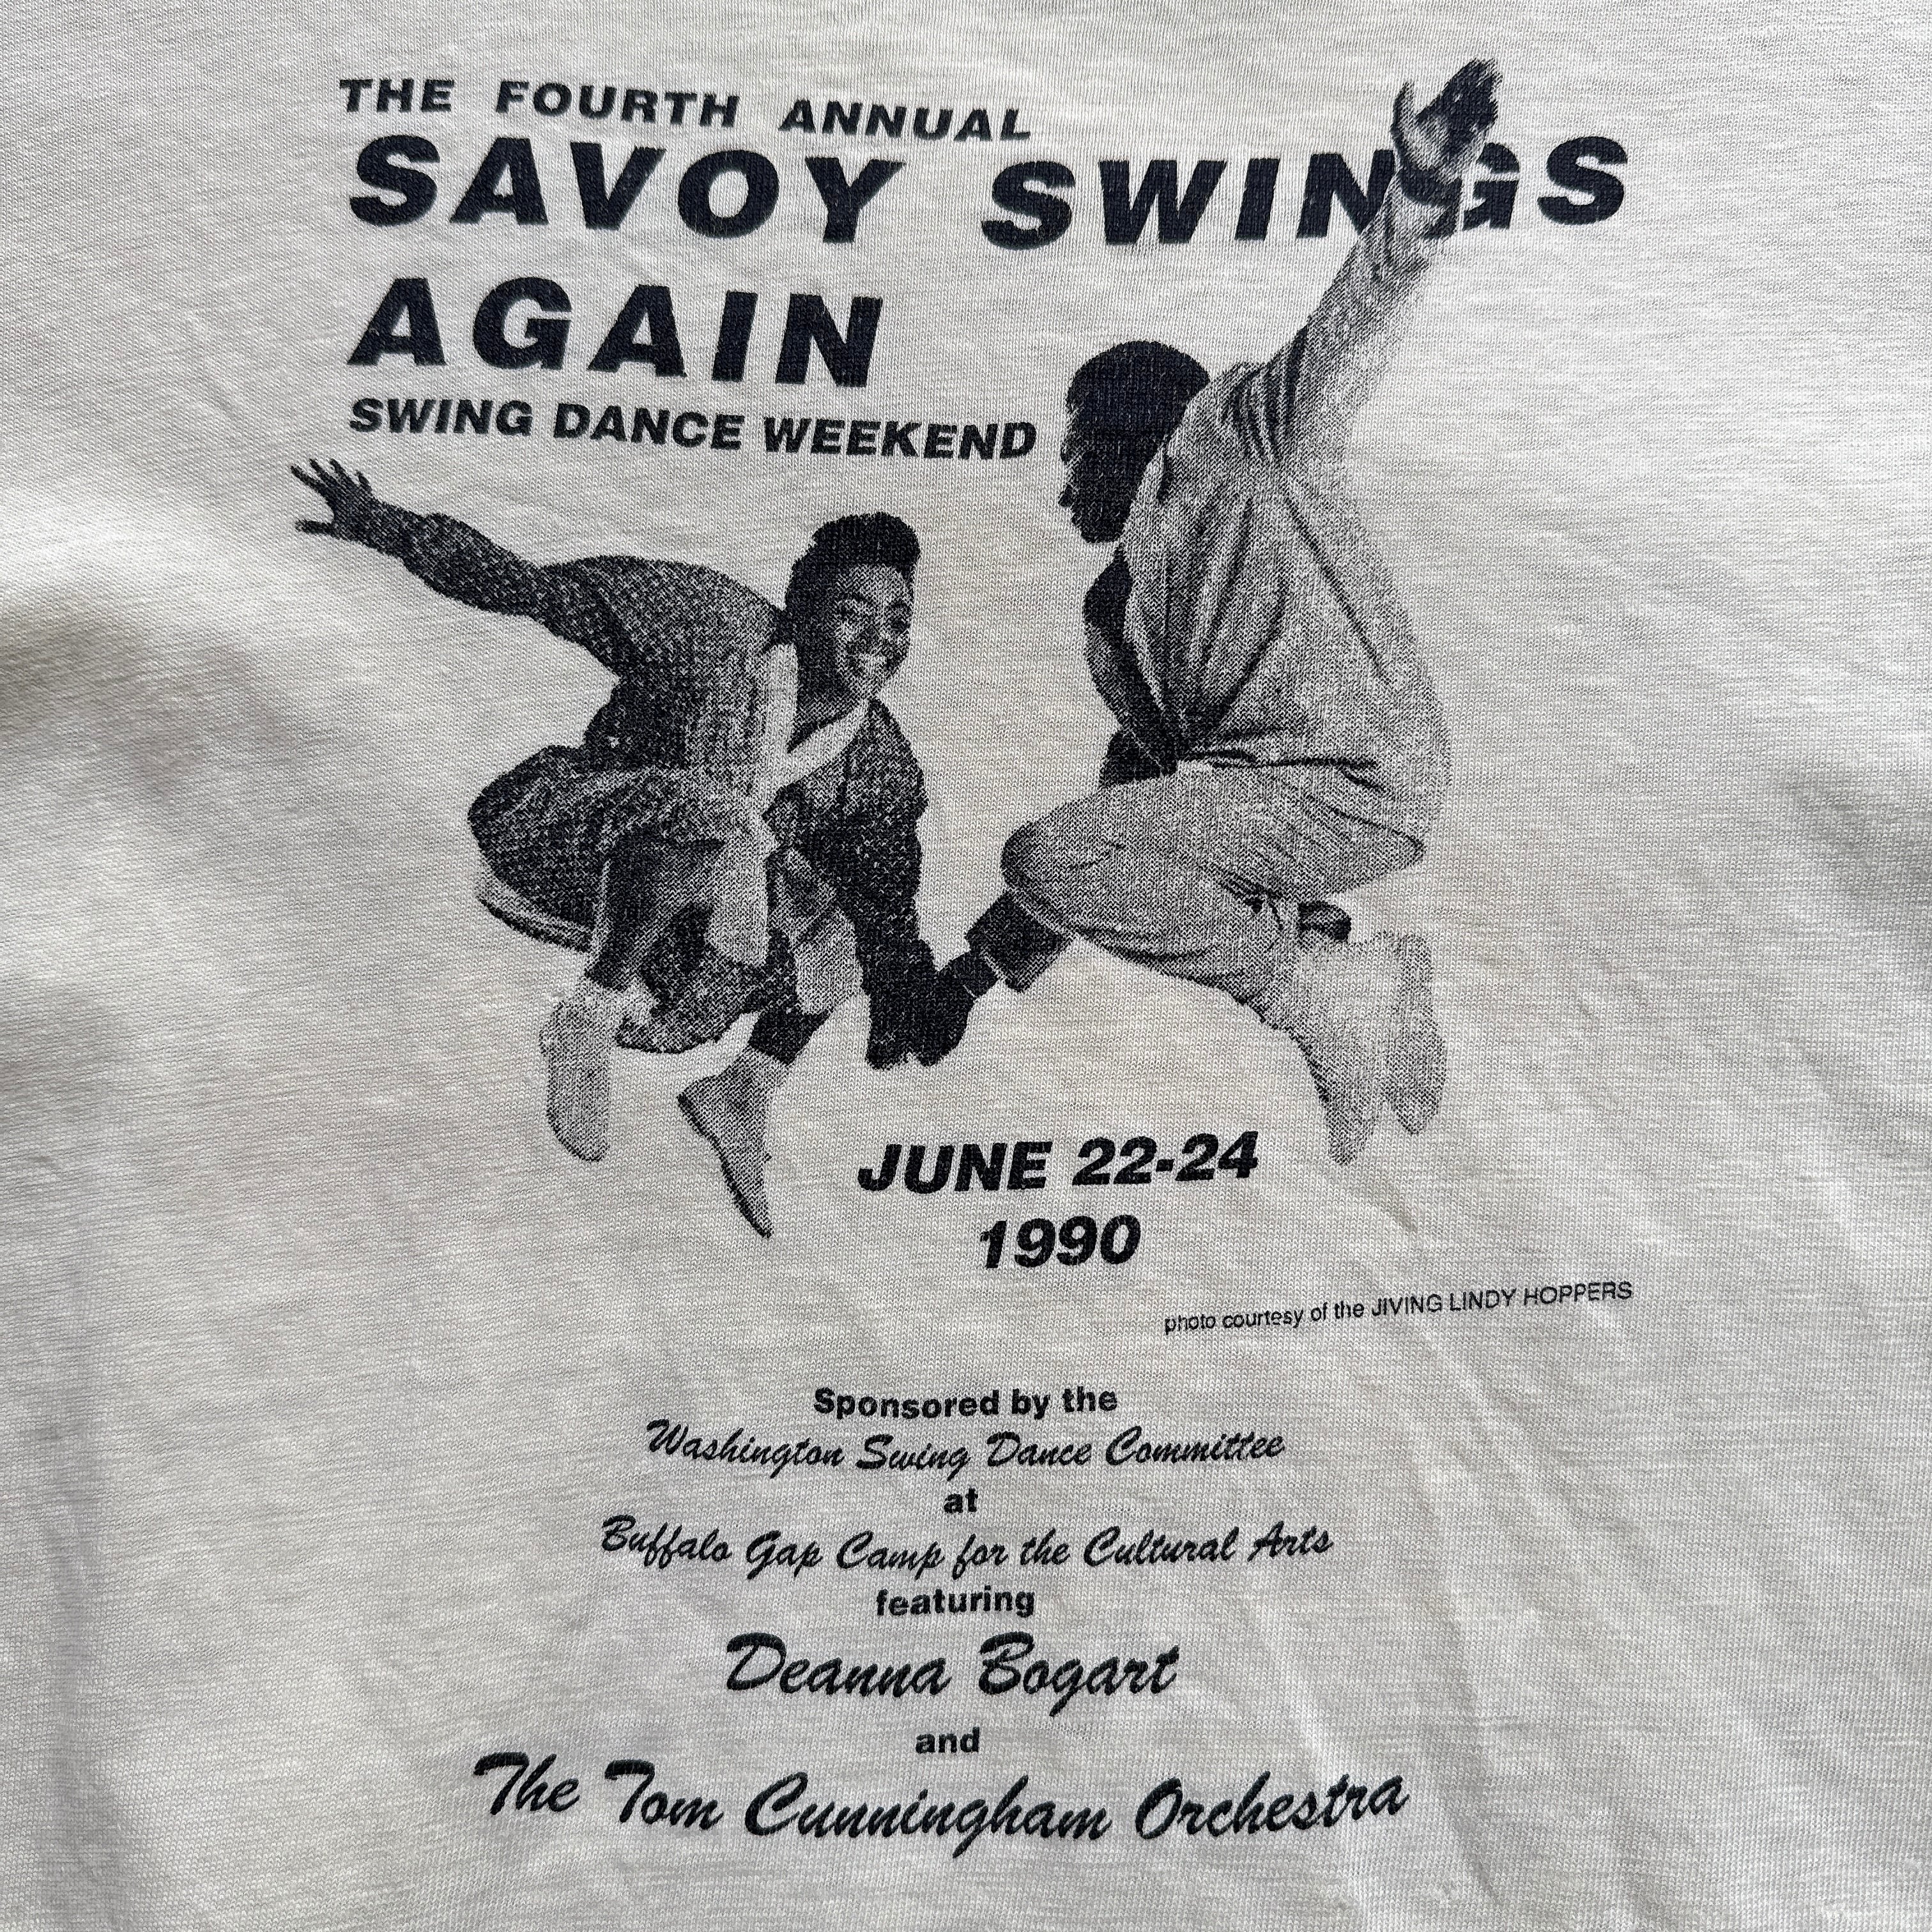 THE FOURTH ANNUAL
SAVOY SWINGS
AGAIN
SWING DANCE WEEKEND
JUNE 22-24
1990
photo courtesy of the JIVING LINDY HOPPERS
Sponsored by the
Washington Swing Dance Committee
at
Buffalo Gap Camp for the Cultural Arts
featuring
Deanna Bogart
and
The Tom Cunningham Orchestra